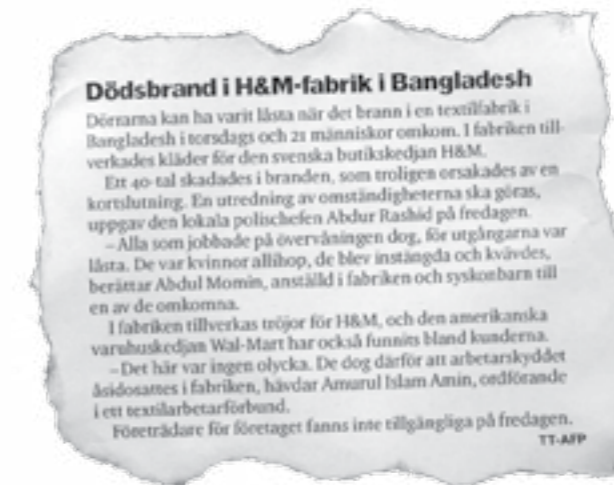 Dödsbrand i H&M-fabrik i Bangladesh
Dörrarna kan ha varit låsta när det brann i en textilfabrik i
Bangladesh i torsdags och 21 människor omkom. I fabriken till-
verkades kläder för den svenska butikskedjan H&M.
Ett 40-tal skadades i branden, som troligen orsakades av en
kortslutning. En utredning av omständigheterna ska göras,
uppgav den lokala polischefen Abdur Rashid på fredagen.
– Alla som jobbade på övervåningen dog, för utgångarna var
låsta. De var kvinnor allihop, de blev instängda och kvävdes,
berättar Abdul Momin, anställd i fabriken och syskonbarn till
en av de omkomna.
I fabriken tillverkas tröjor för H&M, och den amerikanska
varuhuskedjan Wal-Mart har också funnits bland kunderna.
– Det här var ingen olycka. De dog därför att arbetarskyddet
åsidosattes i fabriken, hävdar Amurul Islam Amin, ordförande
i ett textilarbetarförbund.
Företrädare för företaget fanns inte tillgängliga på fredagen.
TT-AFP